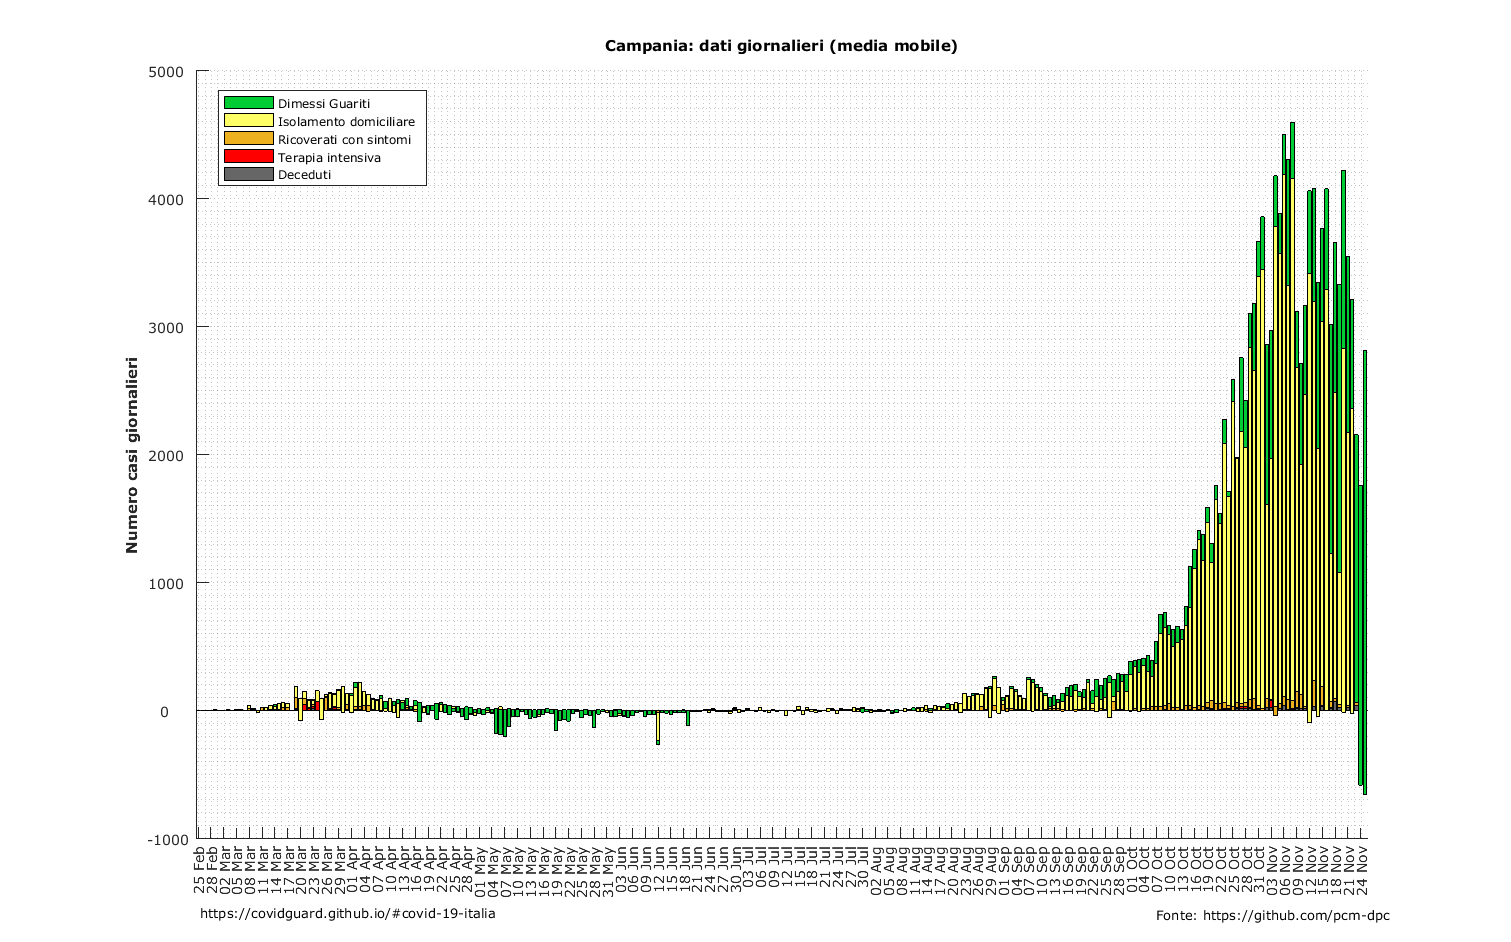 Campania: dati giornalieri (media mobile)
5000
4000
3000
2000
1000
0
-1000
Numero casi giornalieri
Dimessi Guariti
Isolamento domiciliare
Ricoverati con sintomi
Terapia intensiva
Deceduti
25 Feb
28 Feb
02 Mar
05 Mar
08 Mar
11 Mar
14 Mar
17 Mar
20 Mar
23 Mar
26 Mar
29 Mar
01 Apr
04 Apr
07 Apr
10 Apr
13 Apr
16 Apr
19 Apr
22 Apr
25 Apr
28 Apr
01 May
04 May
07 May
10 May
13 May
16 May
19 May
22 May
25 May
28 May
31 May
03 Jun
06 Jun
09 Jun
12 Jun
15 Jun
18 Jun
21 Jun
24 Jun
27 Jun
30 Jun
03 Jul
06 Jul
09 Jul
12 Jul
15 Jul
18 Jul
21 Jul
24 Jul
27 Jul
30 Jul
02 Aug
05 Aug
08 Aug
11 Aug
14 Aug
17 Aug
20 Aug
23 Aug
26 Aug
29 Aug
01 Sep
04 Sep
07 Sep
10 Sep
13 Sep
16 Sep
19 Sep
22 Sep
25 Sep
28 Sep
01 Oct
04 Oct
07 Oct
10 Oct
13 Oct
16 Oct
19 Oct
22 Oct
25 Oct
28 Oct
31 Oct
03 Nov
06 Nov
09 Nov
12 Nov
15 Nov
18 Nov
21 Nov
24 Nov
https://covidguard.github.io/#covid-19-italia
Fonte: https://github.com/pcm-dpc